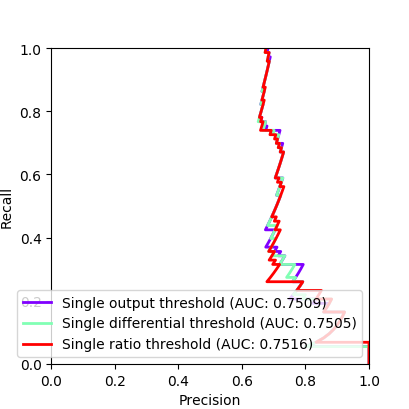 1.0
0.8
0.6
0.4
0.2
0.0
Recall
Single output threshold (AUC: 0.7509)
Single differential threshold (AUC: 0.7505)
Single ratio threshold (AUC: 0.7516)
0.0 0.2 0.4 0.6 0.8 1.0
Precision